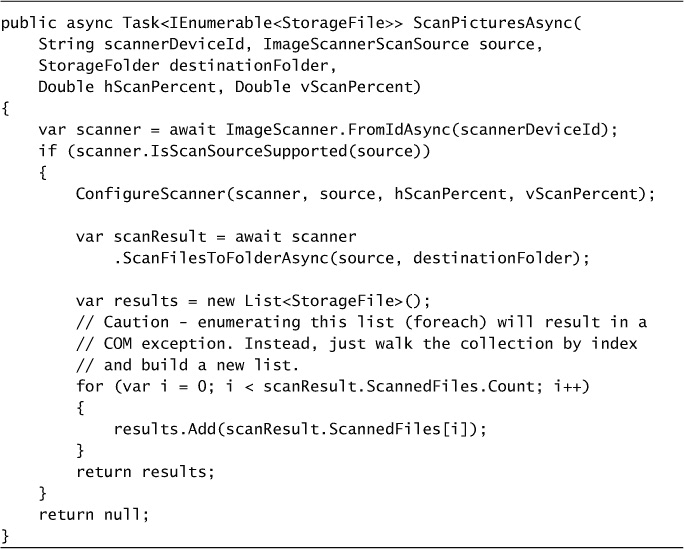 public async Task<IEnumerable<StorageFile>> ScanPicturesAsync(
    String scannerDeviceId, ImageScannerScanSource source,
    StorageFolder destinationFolder,
    Double hScanPercent, Double vScanPercent)
{
    var scanner = await ImageScanner.FromIdAsync(scannerDeviceId);
    if (scanner.IsScanSourceSupported(source))
    {
        ConfigureScanner(scanner, source, hScanPercent, vScanPercent);

        var scanResult = await scanner
            .ScanFilesToFolderAsync(source, destinationFolder);

        var results = new List<StorageFile>();
        // Caution – enumerating this list (foreach) will result in a
        // COM exception. Instead, just walk the collection by index
        // and build a new list.
        for (var i = 0; i < scanResult.ScannedFiles.Count; i++)
        {
            results.Add(scanResult.ScannedFiles[i]);
        }
        return results;
    }
    return null;
}